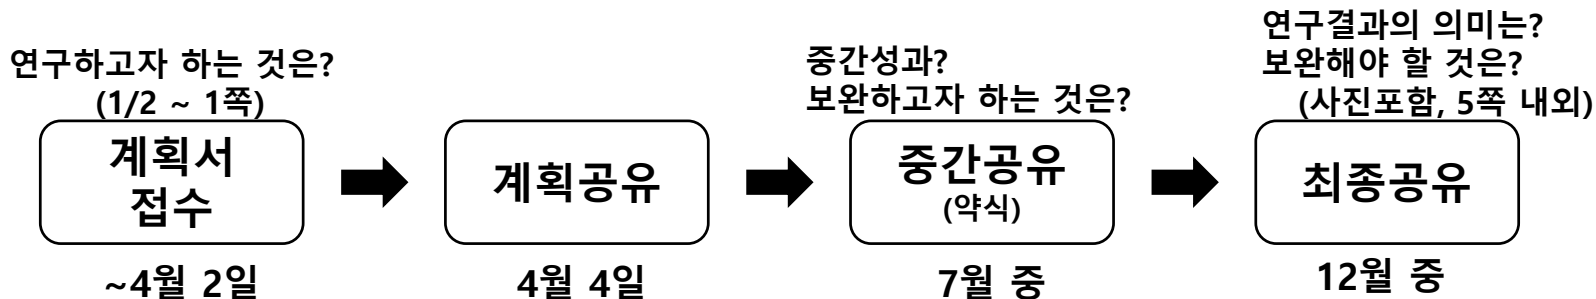 연구하고자 하는 것은?
(1/2 ~ 1쪽)
계획서
접수
~4월 2일
계획공유
4월 4일
중간성과?
보완하고자 하는 것은?
중간공유
(약식)
7월 중
연구결과의 의미는?
보완해야 할 것은?
(사진포함, 5쪽 내외)
최종공유
12월 중